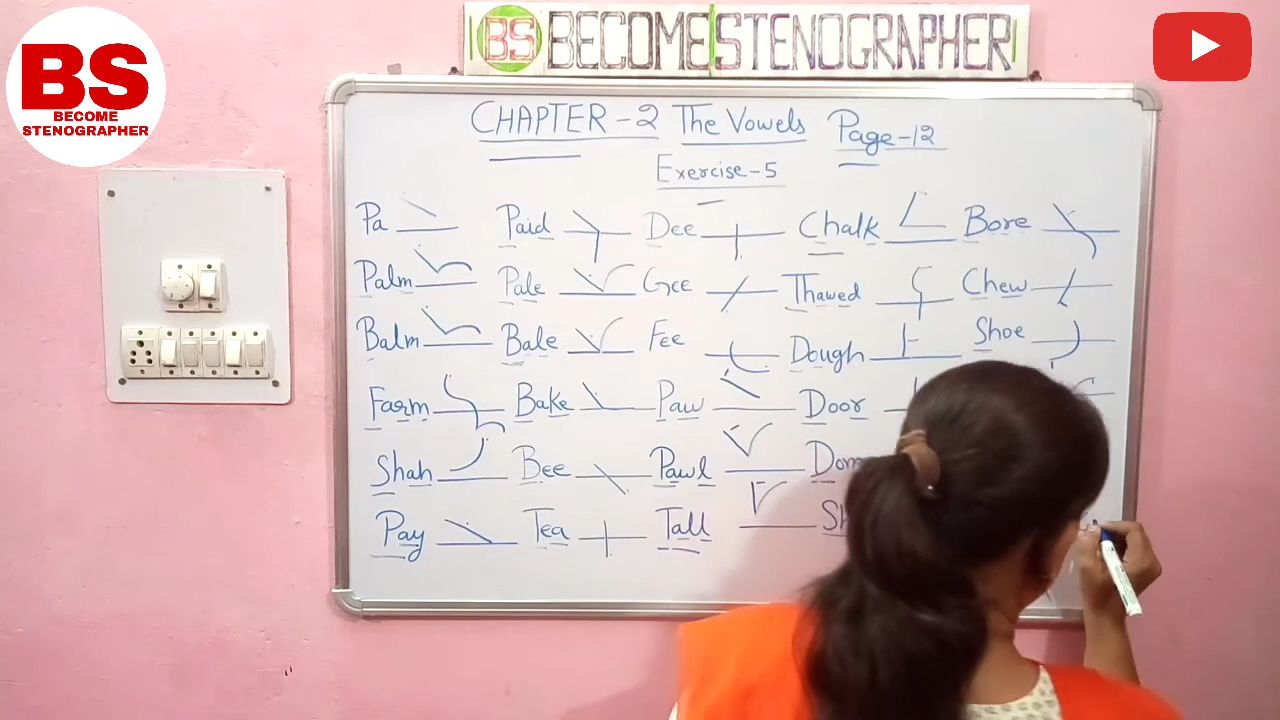 BS BECOME STENOGRAPHER
BS
BECOME
STENOGRAPHER
CHAPTER-2 The Vowels Page-12
Exercise-5
Pa Paid Dee Chalk Bore
Palm Pale Gee Thawed Chew
Balm Bale Fee Dough Shoe
Farm Bake Paw Door
Shah Bee Pawl
Pay Tea Tall